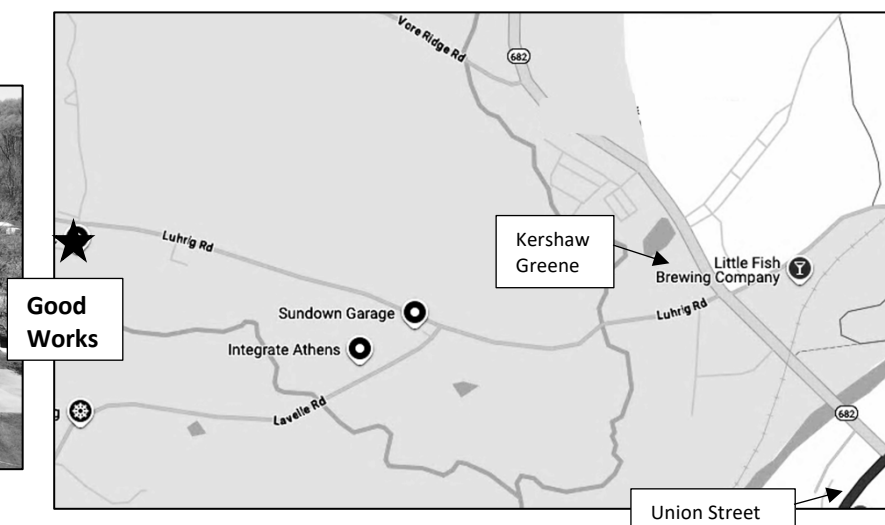 Vore Ridge Rd
682
Luhrig Rd
Kershaw
Greene
Little Fish
Brewing Company
Good
Works
Sundown Garage
Luhrig Rd
Integrate Athens
g
Lavelle Rd
682
Union Street